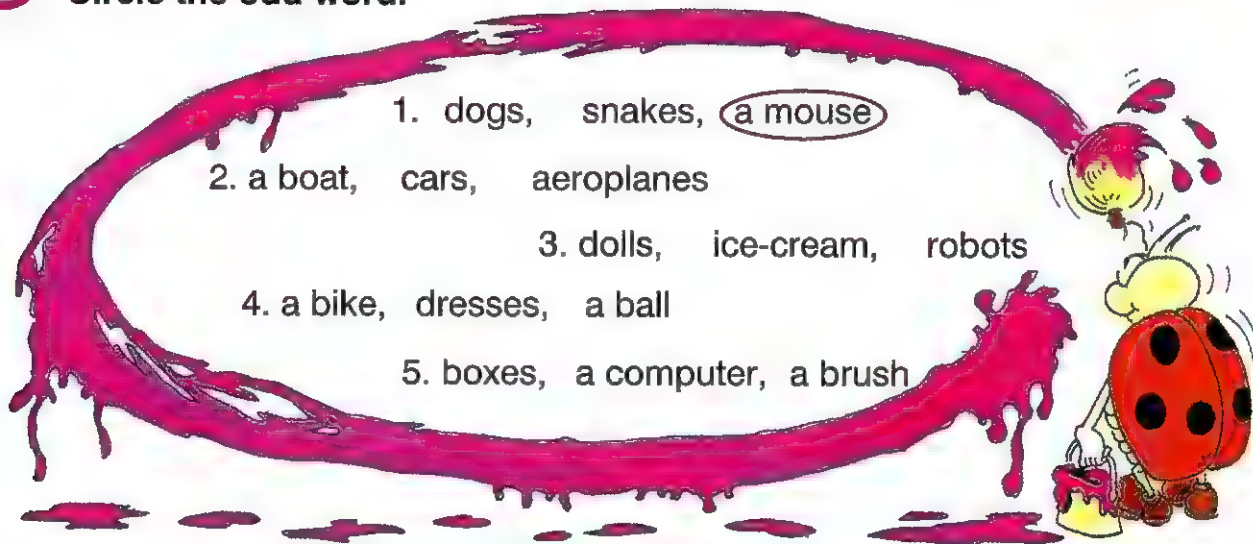 Circle the odd word.
1. dogs, snakes, a mouse
2. a boat, cars, aeroplanes
3. dolls, ice-cream, robots
4. a bike, dresses, a ball
5. boxes, a computer, a brush